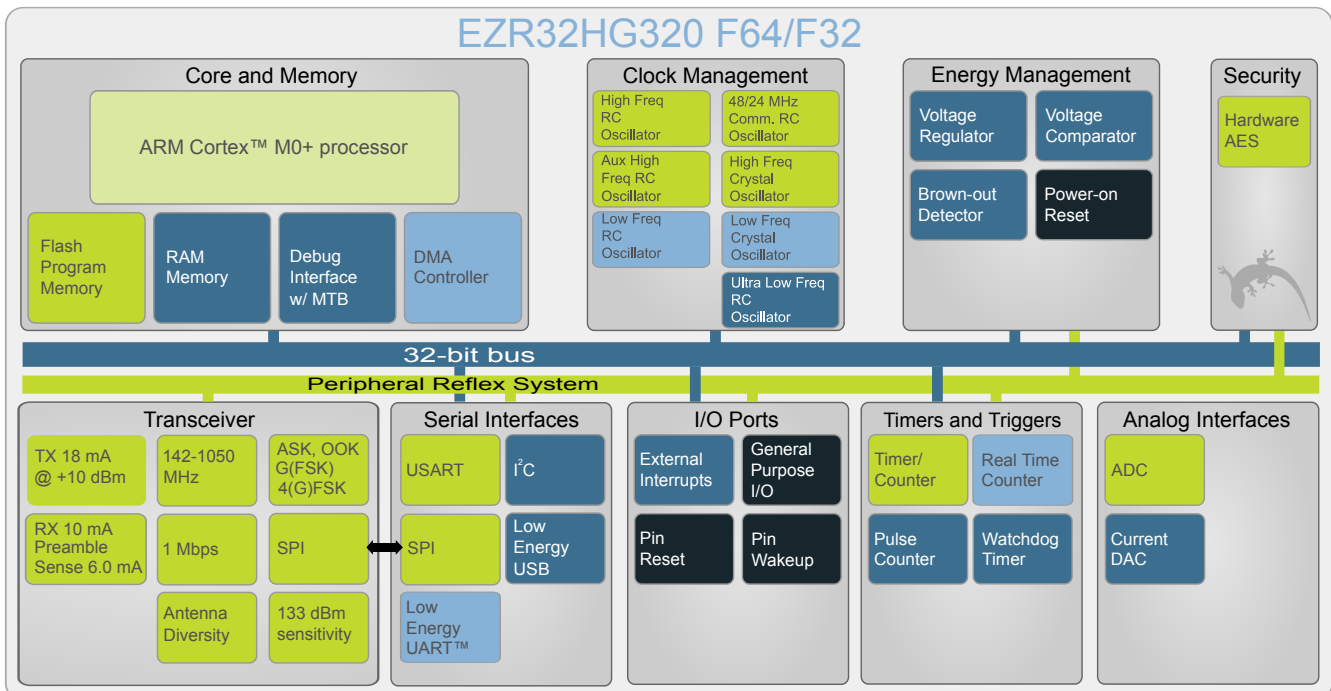 EZR32HG320 F64/F32
Core and Memory
ARM Cortex™ M0+ processor
Flash
Program
Memory
RAM
Memory
Debug
Interface
w/ MTB
DMA
Controller
Clock Management
High Freq
RC
Oscillator
48/24 MHz
Comm. RC
Oscillator
Aux High
Freq RC
Oscillator
High Freq
Crystal
Oscillator
Low Freq
RC
Oscillator
Low Freq
Crystal
Oscillator
Ultra Low Freq
RC
Oscillator
Energy Management
Voltage
Regulator
Voltage
Comparator
Brown-out
Detector
Power-on
Reset
Security
Hardware
AES
32-bit bus
Peripheral Reflex System
Transceiver
TX 18 mA
@ +10 dBm
142-1050
MHz
ASK, OOK
G(FSK)
4(G)FSK
RX 10 mA
Preamble
Sense 6.0 mA
1 Mbps
SPI
Antenna
Diversity
133 dBm
sensitivity
Serial Interfaces
USART
I²C
SPI
Low
Energy
USB
Low
Energy
UART™
I/O Ports
External
Interrupts
General
Purpose
I/O
Pin
Reset
Pin
Wakeup
Timers and Triggers
Timer/
Counter
Real Time
Counter
Pulse
Counter
Watchdog
Timer
Analog Interfaces
ADC
Current
DAC